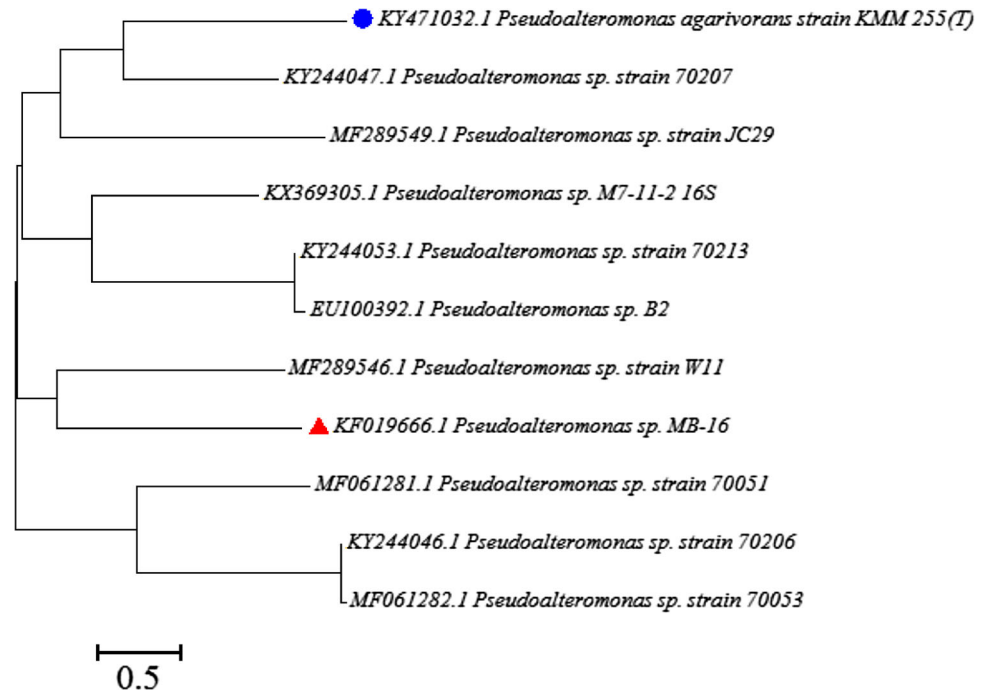 KY471032.1 Pseudoalteromonas agarivorans strain KMM 255(T)
KY244047.1 Pseudoalteromonas sp. strain 70207
MF289549.1 Pseudoalteromonas sp. strain JC29
KX369305.1 Pseudoalteromonas sp. M7-11-2 16S
KY244053.1 Pseudoalteromonas sp. strain 70213
EU100392.1 Pseudoalteromonas sp. B2
MF289546.1 Pseudoalteromonas sp. strain W11
KF019666.1 Pseudoalteromonas sp. MB-16
MF061281.1 Pseudoalteromonas sp. strain 70051
KY244046.1 Pseudoalteromonas sp. strain 70206
MF061282.1 Pseudoalteromonas sp. strain 70053
0.5